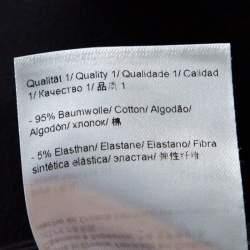 Qualität 1/ Quality 1/ Qualidade 1/ Calidad
1/ Качество 1/ 品质 1
- 95% Baumwolle/ Cotton/ Algodão/
Algodón/ хлопок/ 棉
- 5% Elasthan/ Elastane/ Elastano/ Fibra
sintética elástica/ эластан/ 弹性纤维